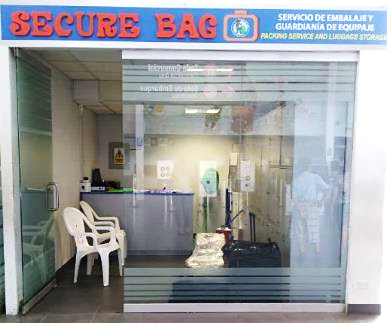 SECURE BAG
SERVICIO DE EMBALAJE Y
GUARDIANÍA DE EQUIPAJE
PACKING SERVICE AND LUGGAGE STORAGE